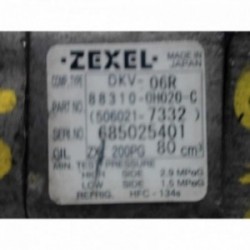 ZEXEL MADE IN JAPAN
COMP. TYPE DKV-06R
PART NO 88310-0H020-C
(506021-7332)
SERI. NO 685025401
OIL ZXL 200PG 80 cm³
MIN. TEST PRESSURE
HIGH SIDE 2.9 MPaG
LOW SIDE 1.5 MPaG
REFRIG. HFC-134a